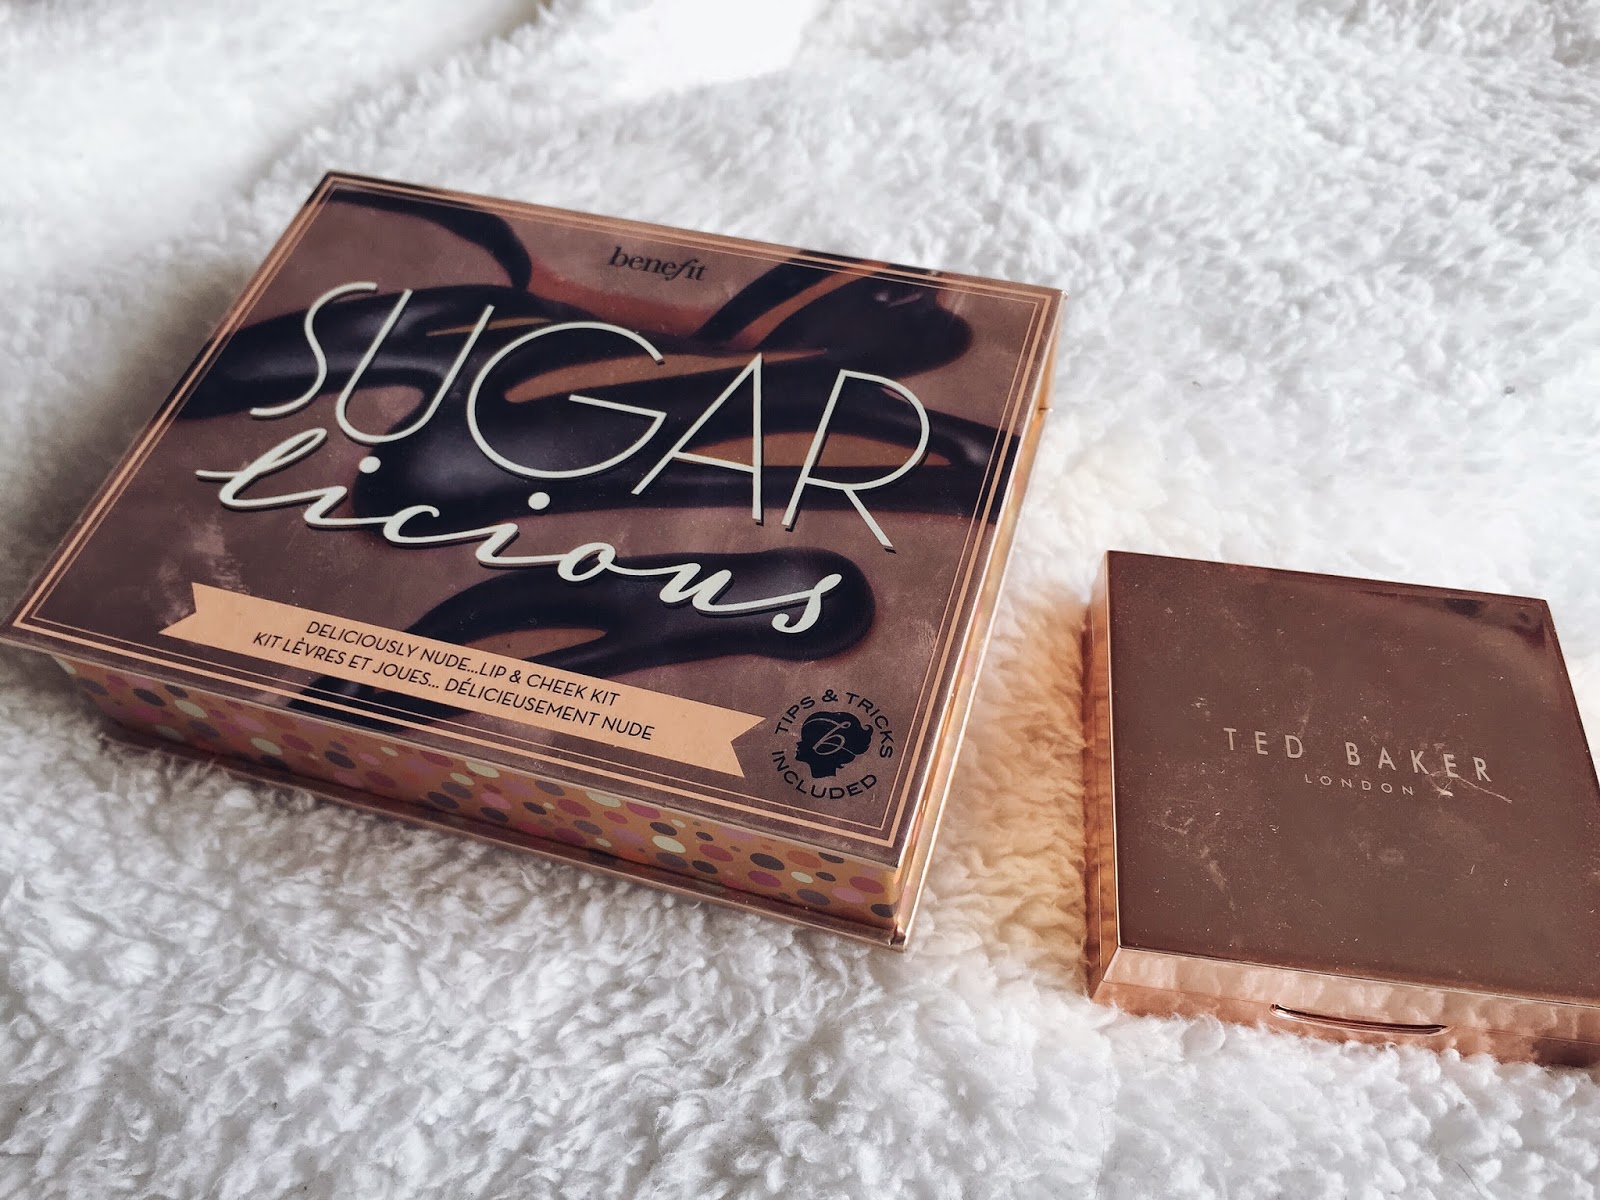 benefit
SUGAR
licious
DELICIOUSLY NUDE...LIP & CHEEK KIT
KIT LÈVRES ET JOUES... DÉLICIEUSEMENT NUDE
TIPS & TRICKS
b
INCLUDED
TED BAKER
LONDON